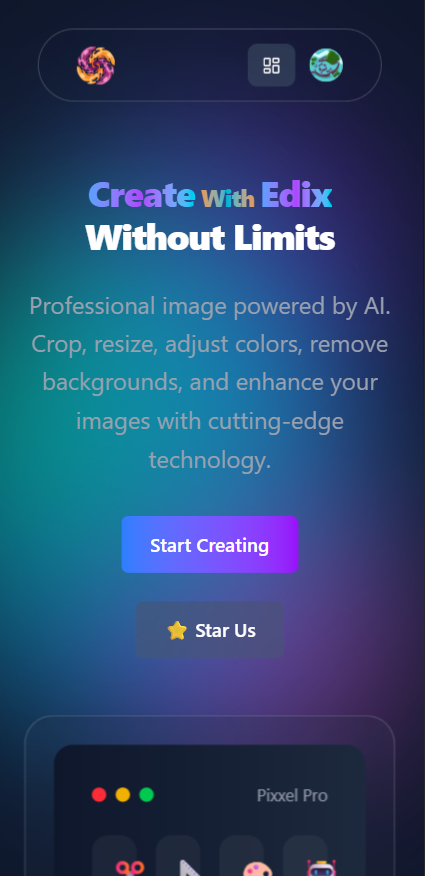 Create With Edix
Without Limits
Professional image powered by AI.
Crop, resize, adjust colors, remove
backgrounds, and enhance your
images with cutting-edge
technology.
Start Creating
⭐ Star Us
Pixxel Pro